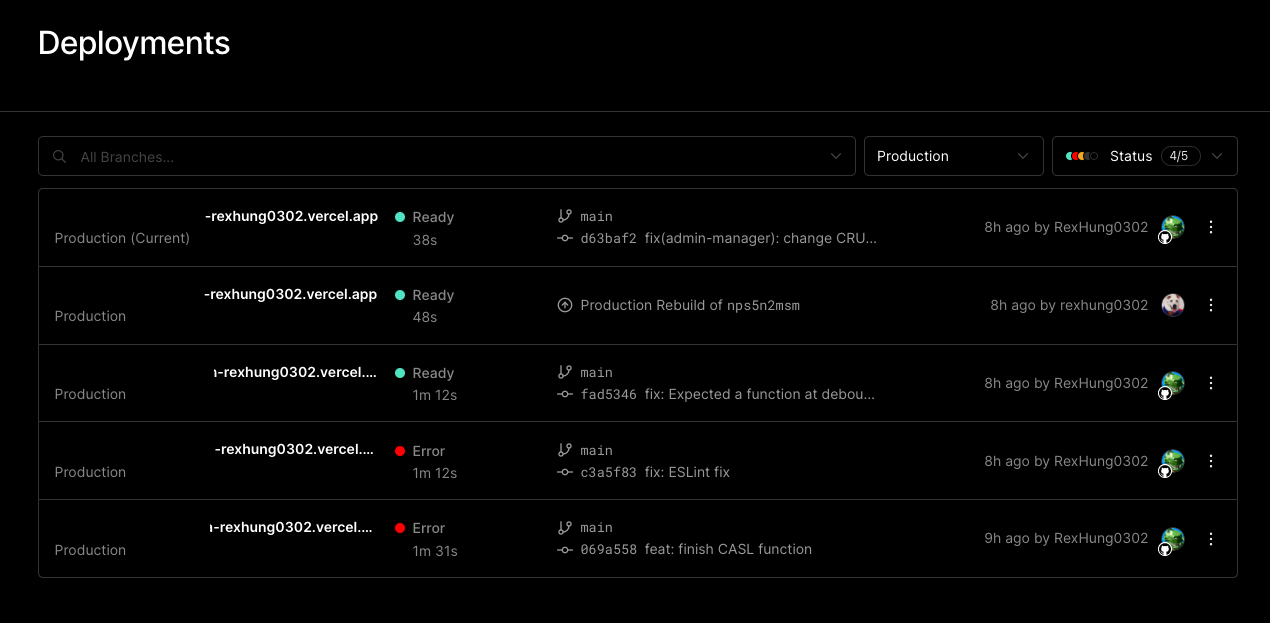 Deployments
All Branches...
Production
Status 4/5
-rexhung0302.vercel.app
Production (Current)
Ready
38s
main
d63baf2 fix(admin-manager): change CRU...
8h ago by RexHung0302
-rexhung0302.vercel.app
Production
Ready
48s
Production Rebuild of nps5n2msm
8h ago by rexhung0302
-rexhung0302.vercel....
Production
Ready
1m 12s
main
fad5346 fix: Expected a function at debou...
8h ago by RexHung0302
-rexhung0302.vercel....
Production
Error
1m 12s
main
c3a5f83 fix: ESLint fix
8h ago by RexHung0302
-rexhung0302.vercel....
Production
Error
1m 31s
main
069a558 feat: finish CASL function
9h ago by RexHung0302